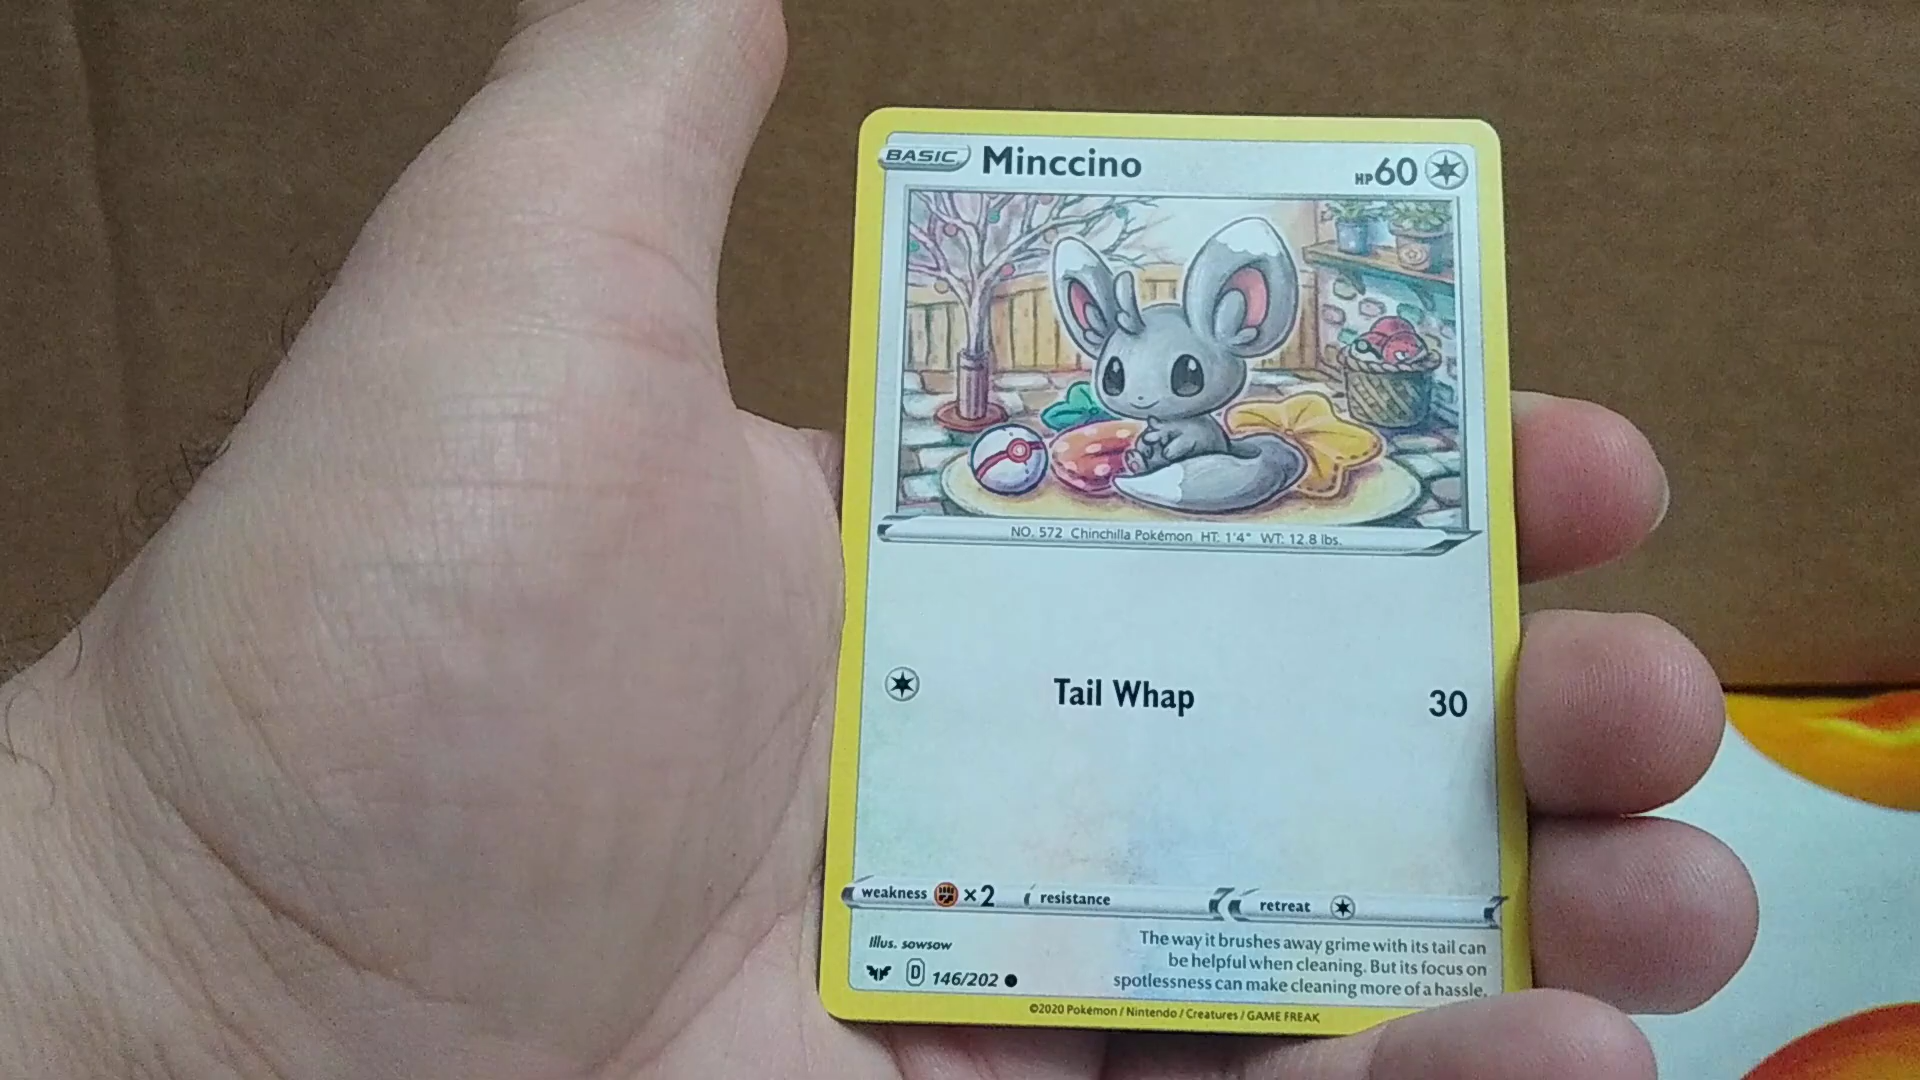 BASIC Minccino HP 60
NO. 572 Chinchilla Pokémon HT: 1'4" WT: 12.8 lbs.
Tail Whap 30
weakness ×2 resistance retreat
Illus. sowsow
The way it brushes away grime with its tail can
be helpful when cleaning. But its focus on
spotlessness can make cleaning more of a hassle.
D 146/202
©2020 Pokémon / Nintendo / Creatures / GAME FREAK